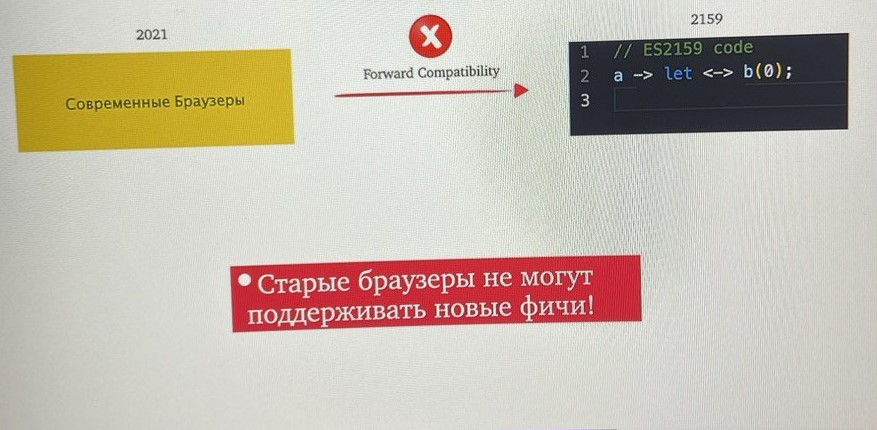 2021
Современные Браузеры
Forward Compatibility
2159
1 // ES2159 code
2 a -> let <-> b(0);
3
• Старые браузеры не могут
поддерживать новые фичи!